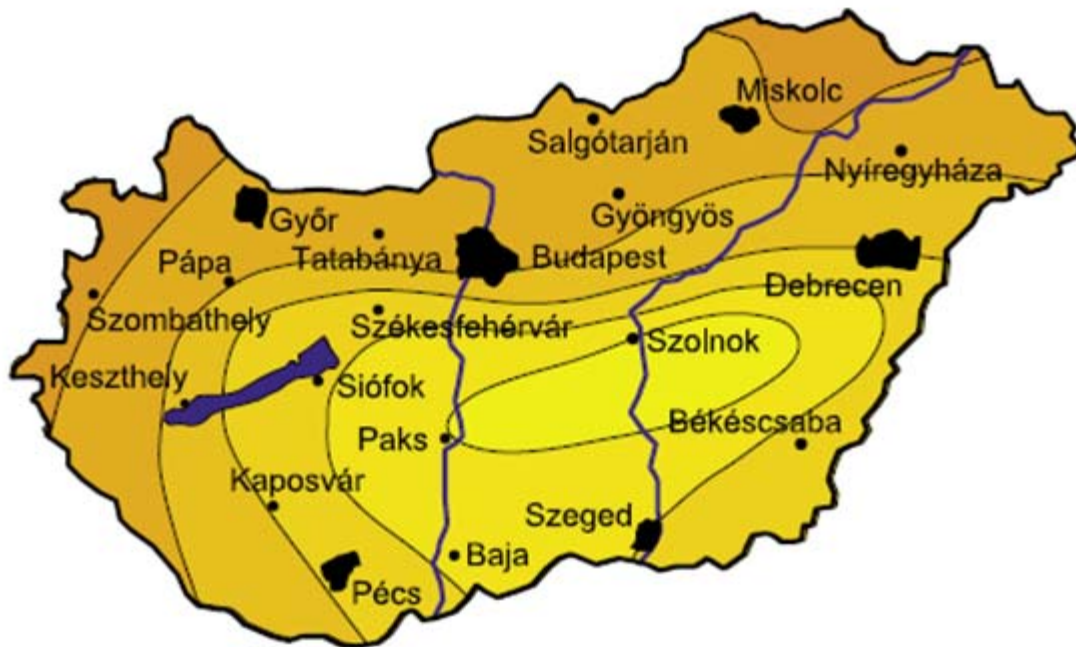 Miskolc
Salgótarján
Nyíregyháza
Gyöngyös
Győr
Tatabánya
Budapest
Pápa
Debrecen
Szombathely
Székesfehérvár
Szolnok
Keszthely
Siófok
Békéscsaba
Paks
Kaposvár
Szeged
Baja
Pécs